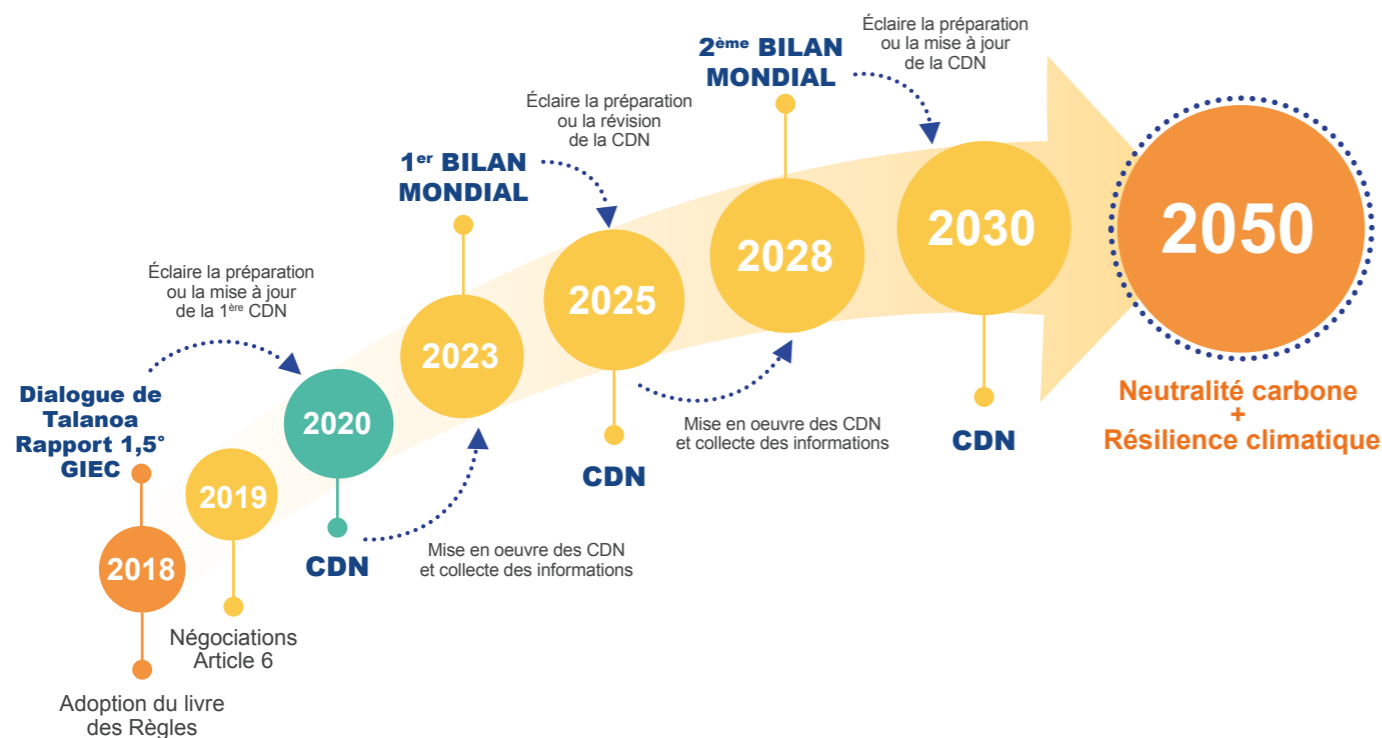 Dialogue de
Talanoa
Rapport 1,5°
GIEC
2018
Adoption du livre
des Règles
2019
Négociations
Article 6
Éclaire la préparation
ou la mise à jour
de la 1ère CDN
2020
CDN
Mise en oeuvre des CDN
et collecte des informations
1er BILAN
MONDIAL
2023
Éclaire la préparation
ou la révision
de la CDN
2025
CDN
Mise en oeuvre des CDN
et collecte des informations
2ème BILAN
MONDIAL
2028
Éclaire la préparation
ou la mise à jour
de la CDN
2030
CDN
2050
Neutralité carbone
+
Résilience climatique